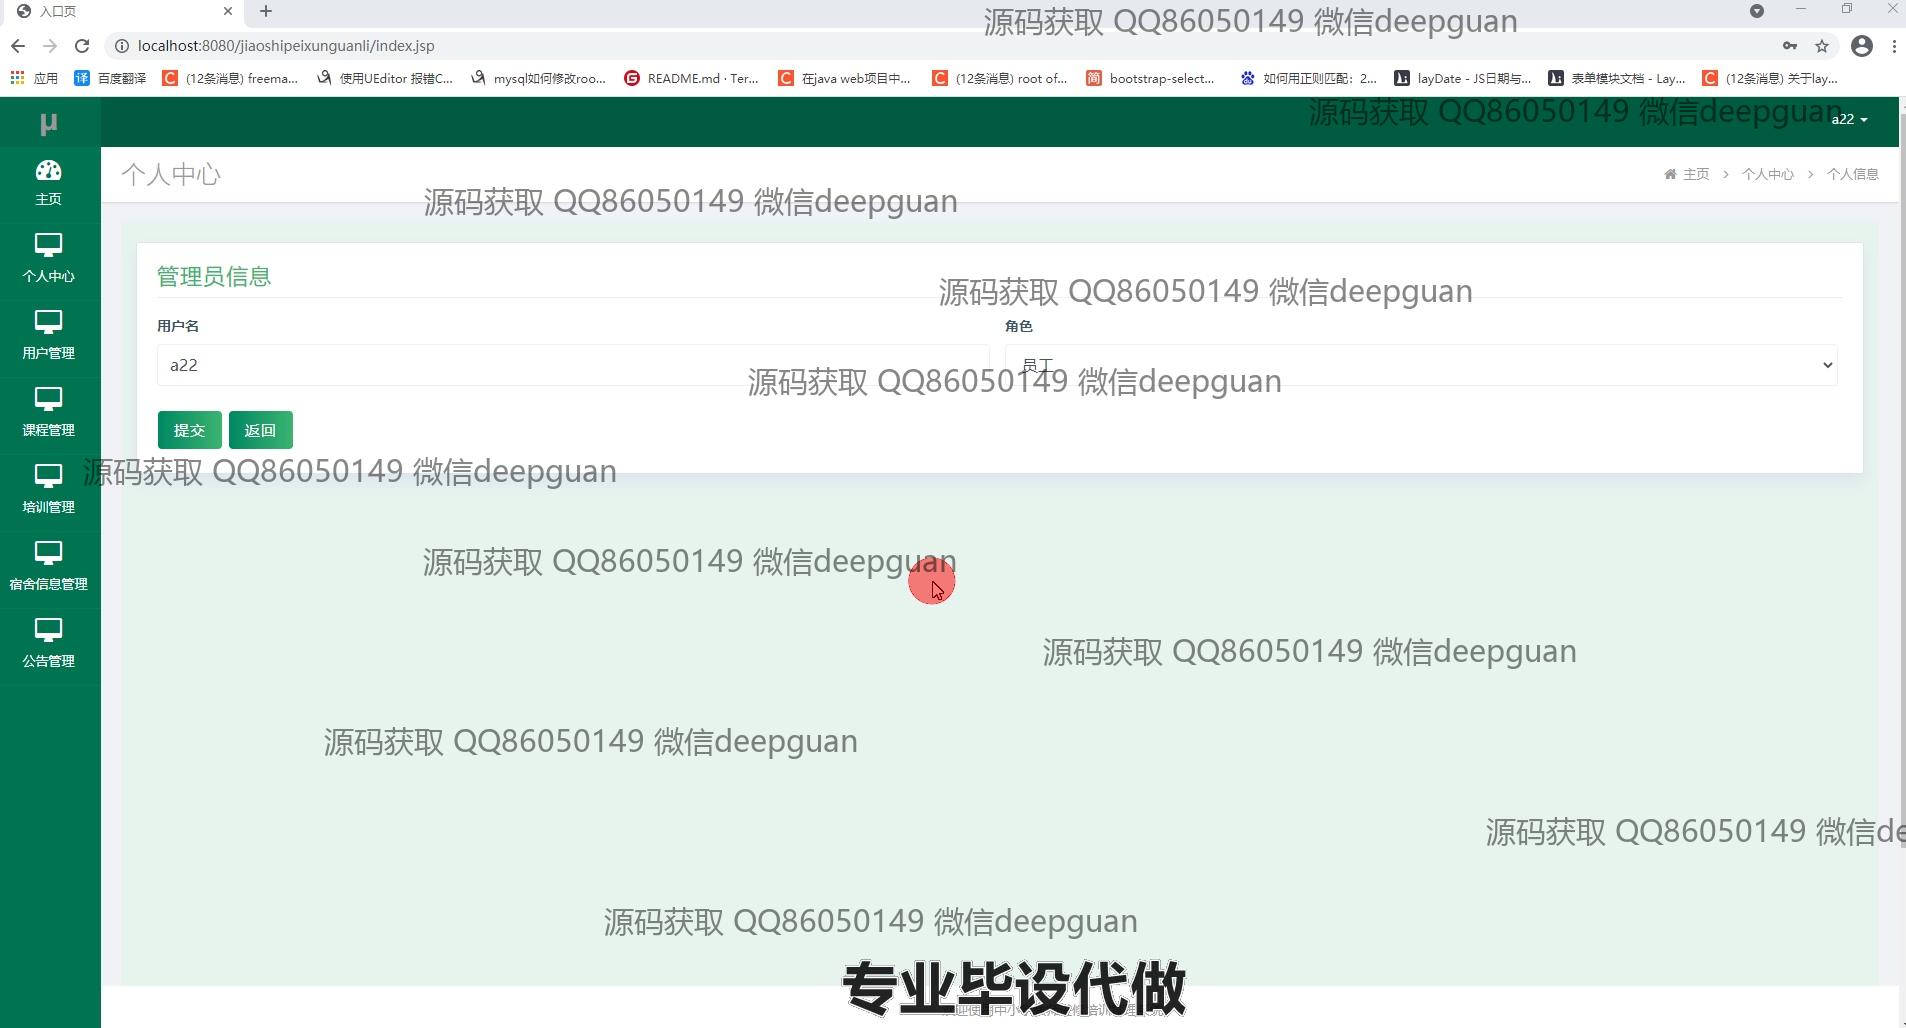 入口页
源码获取 QQ86050149 微信deepguan
localhost:8080/jiaoshipeixunguanli/index.jsp
应用 百度翻译 (12条消息) freema... 使用UEditor 报错C... mysql如何修改roo... README.md · Ter... 在java web项目中... (12条消息) root of... bootstrap-select... 如何用正则匹配：2... layDate - JS日期与... 表单模块文档 - Lay... (12条消息) 关于lay...
μ
源码获取 QQ86050149 微信deepguan
a22
主页
个人中心
主页 > 个人中心 > 个人信息
源码获取 QQ86050149 微信deepguan
个人中心
管理员信息
源码获取 QQ86050149 微信deepguan
用户名
角色
用户管理
a22
员工
源码获取 QQ86050149 微信deepguan
课程管理
提交
返回
源码获取 QQ86050149 微信deepguan
培训管理
源码获取 QQ86050149 微信deepguan
宿舍信息管理
源码获取 QQ86050149 微信deepguan
公告管理
源码获取 QQ86050149 微信deepguan
源码获取 QQ86050149 微信de
源码获取 QQ86050149 微信deepguan
专业毕设代做